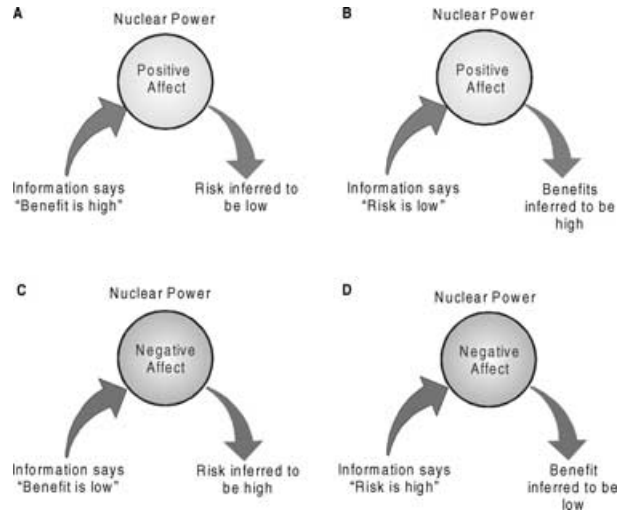 A
Nuclear Power
Positive
Affect
Information says
"Benefit is high"
Risk inferred to
be low
B
Nuclear Power
Positive
Affect
Information says
"Risk is low"
Benefits
inferred to be
high
C
Nuclear Power
Negative
Affect
Information says
"Benefit is low"
Risk inferred to
be high
D
Nuclear Power
Negative
Affect
Information says
"Risk is high"
Benefit
inferred to be
low